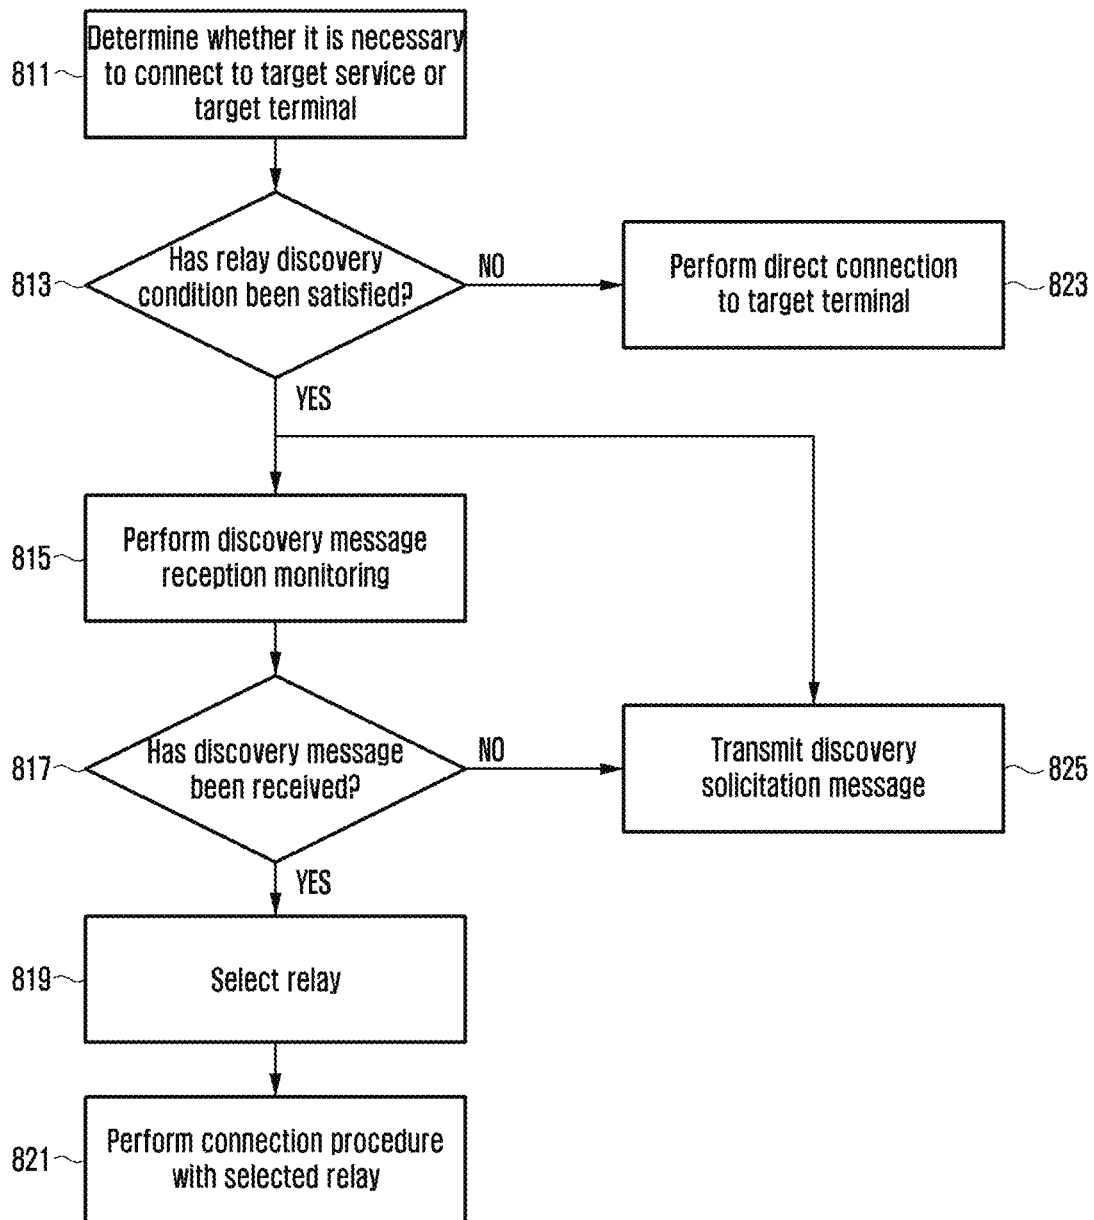 Determine whether it is necessary
811
to connect to target service or
target terminal
Has relay discovery
813
condition been satisfied?
NO
Perform direct connection
to target terminal
823
YES
Perform discovery message
815
reception monitoring
Has discovery message
817
been received?
NO
Transmit discovery
solicitation message
825
YES
819
Select relay
Perform connection procedure
821
with selected relay